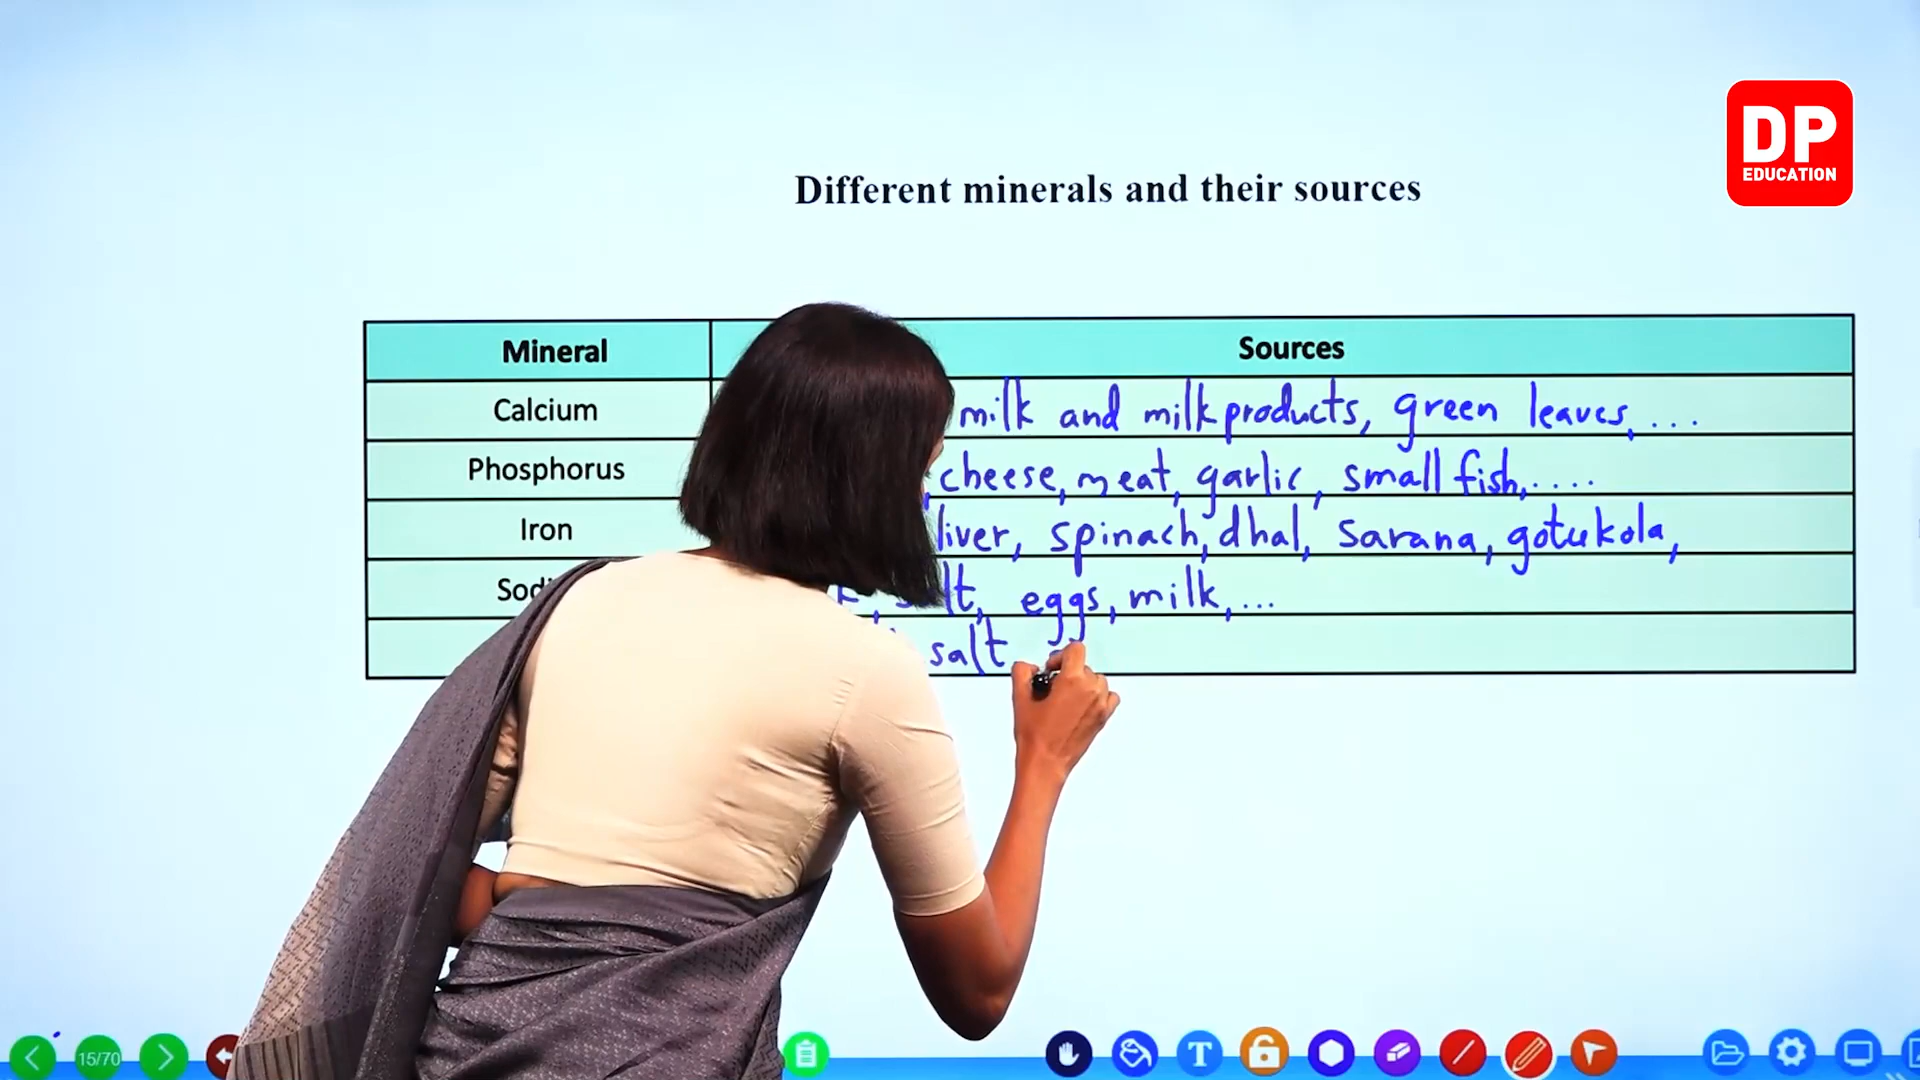 DP
EDUCATION
Different minerals and their sources
Mineral Sources
Calcium milk and milk products, green leaves, ...
Phosphorus , cheese, meat, garlic, small fish, ....
Iron liver, spinach, dhal, sarana, gotukola,
eggs, milk, ...
salt
15/70
T